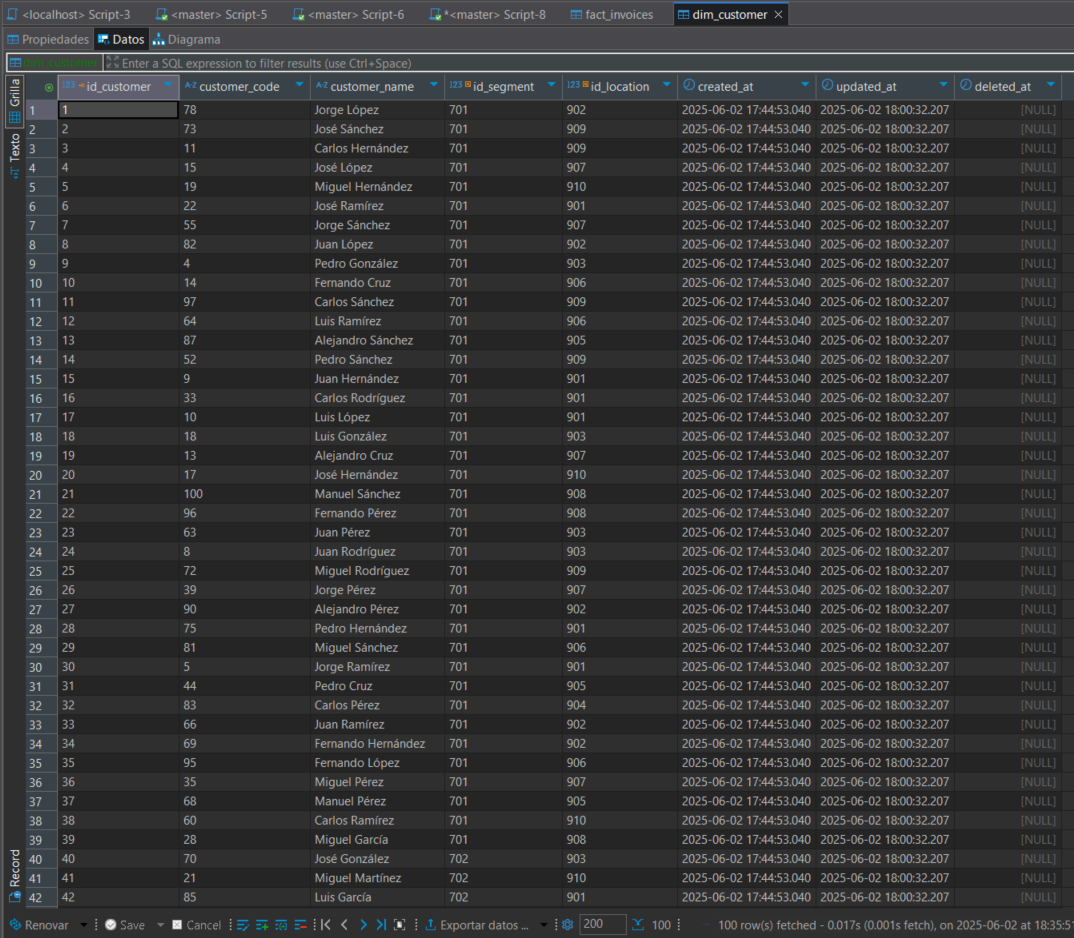 <localhost> Script-3 <master> Script-5 <master> Script-6 *<master> Script-8 fact_invoices dim_customer
Propiedades Datos Diagrama
dim_customer Enter a SQL expression to filter results (use Ctrl+Space)
Grilla
Texto
Record
123 id_customer A-Z customer_code A-Z customer_name 123 id_segment 123 id_location created_at updated_at deleted_at
1 1 78 Jorge López 701 902 2025-06-02 17:44:53.040 2025-06-02 18:00:32.207 [NULL]
2 2 73 José Sánchez 701 909 2025-06-02 17:44:53.040 2025-06-02 18:00:32.207 [NULL]
3 3 11 Carlos Hernández 701 909 2025-06-02 17:44:53.040 2025-06-02 18:00:32.207 [NULL]
4 4 15 José López 701 907 2025-06-02 17:44:53.040 2025-06-02 18:00:32.207 [NULL]
5 5 19 Miguel Hernández 701 910 2025-06-02 17:44:53.040 2025-06-02 18:00:32.207 [NULL]
6 6 22 José Ramírez 701 901 2025-06-02 17:44:53.040 2025-06-02 18:00:32.207 [NULL]
7 7 55 Jorge Sánchez 701 907 2025-06-02 17:44:53.040 2025-06-02 18:00:32.207 [NULL]
8 8 82 Juan López 701 902 2025-06-02 17:44:53.040 2025-06-02 18:00:32.207 [NULL]
9 9 4 Pedro González 701 903 2025-06-02 17:44:53.040 2025-06-02 18:00:32.207 [NULL]
10 10 14 Fernando Cruz 701 906 2025-06-02 17:44:53.040 2025-06-02 18:00:32.207 [NULL]
11 11 97 Carlos Sánchez 701 909 2025-06-02 17:44:53.040 2025-06-02 18:00:32.207 [NULL]
12 12 64 Luis Ramírez 701 906 2025-06-02 17:44:53.040 2025-06-02 18:00:32.207 [NULL]
13 13 87 Alejandro Sánchez 701 905 2025-06-02 17:44:53.040 2025-06-02 18:00:32.207 [NULL]
14 14 52 Pedro Sánchez 701 909 2025-06-02 17:44:53.040 2025-06-02 18:00:32.207 [NULL]
15 15 9 Juan Hernández 701 901 2025-06-02 17:44:53.040 2025-06-02 18:00:32.207 [NULL]
16 16 33 Carlos Rodríguez 701 901 2025-06-02 17:44:53.040 2025-06-02 18:00:32.207 [NULL]
17 17 10 Luis López 701 901 2025-06-02 17:44:53.040 2025-06-02 18:00:32.207 [NULL]
18 18 18 Luis González 701 903 2025-06-02 17:44:53.040 2025-06-02 18:00:32.207 [NULL]
19 19 13 Alejandro Cruz 701 907 2025-06-02 17:44:53.040 2025-06-02 18:00:32.207 [NULL]
20 20 17 José Hernández 701 910 2025-06-02 17:44:53.040 2025-06-02 18:00:32.207 [NULL]
21 21 100 Manuel Sánchez 701 908 2025-06-02 17:44:53.040 2025-06-02 18:00:32.207 [NULL]
22 22 96 Fernando Pérez 701 908 2025-06-02 17:44:53.040 2025-06-02 18:00:32.207 [NULL]
23 23 63 Juan Pérez 701 903 2025-06-02 17:44:53.040 2025-06-02 18:00:32.207 [NULL]
24 24 8 Juan Rodríguez 701 903 2025-06-02 17:44:53.040 2025-06-02 18:00:32.207 [NULL]
25 25 72 Miguel Rodríguez 701 909 2025-06-02 17:44:53.040 2025-06-02 18:00:32.207 [NULL]
26 26 39 Jorge Pérez 701 907 2025-06-02 17:44:53.040 2025-06-02 18:00:32.207 [NULL]
27 27 90 Alejandro Pérez 701 902 2025-06-02 17:44:53.040 2025-06-02 18:00:32.207 [NULL]
28 28 75 Pedro Hernández 701 901 2025-06-02 17:44:53.040 2025-06-02 18:00:32.207 [NULL]
29 29 81 Miguel Sánchez 701 906 2025-06-02 17:44:53.040 2025-06-02 18:00:32.207 [NULL]
30 30 5 Jorge Ramírez 701 901 2025-06-02 17:44:53.040 2025-06-02 18:00:32.207 [NULL]
31 31 44 Pedro Cruz 701 905 2025-06-02 17:44:53.040 2025-06-02 18:00:32.207 [NULL]
32 32 83 Carlos Pérez 701 904 2025-06-02 17:44:53.040 2025-06-02 18:00:32.207 [NULL]
33 33 66 Juan Ramírez 701 902 2025-06-02 17:44:53.040 2025-06-02 18:00:32.207 [NULL]
34 34 69 Fernando Hernández 701 902 2025-06-02 17:44:53.040 2025-06-02 18:00:32.207 [NULL]
35 35 95 Fernando López 701 906 2025-06-02 17:44:53.040 2025-06-02 18:00:32.207 [NULL]
36 36 35 Miguel Pérez 701 907 2025-06-02 17:44:53.040 2025-06-02 18:00:32.207 [NULL]
37 37 68 Manuel Pérez 701 905 2025-06-02 17:44:53.040 2025-06-02 18:00:32.207 [NULL]
38 38 60 Carlos Ramírez 701 910 2025-06-02 17:44:53.040 2025-06-02 18:00:32.207 [NULL]
39 39 28 Miguel García 701 908 2025-06-02 17:44:53.040 2025-06-02 18:00:32.207 [NULL]
40 40 70 José González 702 903 2025-06-02 17:44:53.040 2025-06-02 18:00:32.207 [NULL]
41 41 21 Miguel Martínez 702 910 2025-06-02 17:44:53.040 2025-06-02 18:00:32.207 [NULL]
42 42 85 Luis García 702 901 2025-06-02 17:44:53.040 2025-06-02 18:00:32.207 [NULL]
Renovar Save Cancel Exportar datos ... 200 100 100 row(s) fetched - 0.017s (0.001s fetch), on 2025-06-02 at 18:35:51